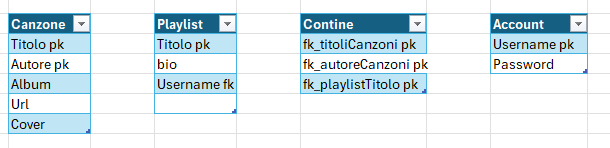 Canzone
Titolo pk
Autore pk
Album
Url
Cover
Playlist
Titolo pk
bio
Username fk
Contine
fk_titoliCanzoni pk
fk_autoreCanzoni pk
fk_playlistTitolo pk
Account
Username pk
Password